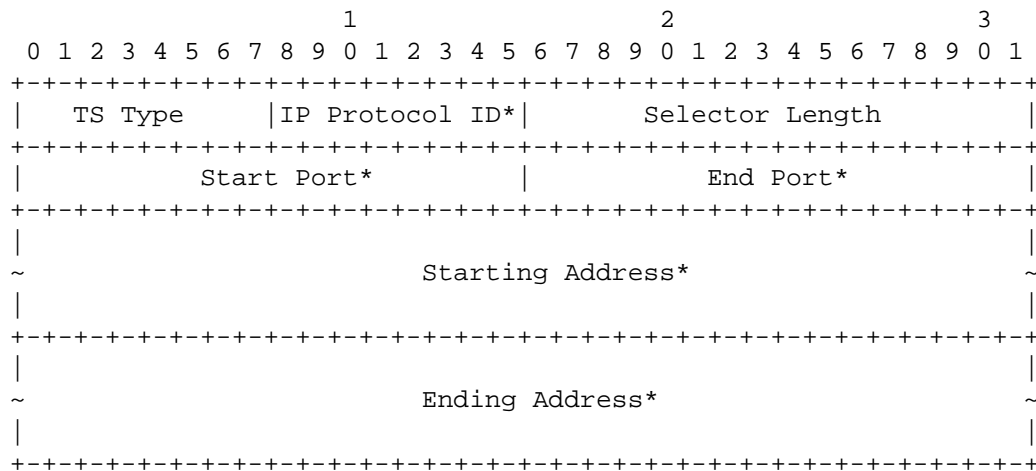 1                   2                   3
 0 1 2 3 4 5 6 7 8 9 0 1 2 3 4 5 6 7 8 9 0 1 2 3 4 5 6 7 8 9 0 1
+-+-+-+-+-+-+-+-+-+-+-+-+-+-+-+-+-+-+-+-+-+-+-+-+-+-+-+-+-+-+-+-+
|   TS Type     |IP Protocol ID*|       Selector Length         |
+-+-+-+-+-+-+-+-+-+-+-+-+-+-+-+-+-+-+-+-+-+-+-+-+-+-+-+-+-+-+-+-+
|           Start Port*         |           End Port*           |
+-+-+-+-+-+-+-+-+-+-+-+-+-+-+-+-+-+-+-+-+-+-+-+-+-+-+-+-+-+-+-+-+
|                                                               |
~                         Starting Address*                     ~
|                                                               |
+-+-+-+-+-+-+-+-+-+-+-+-+-+-+-+-+-+-+-+-+-+-+-+-+-+-+-+-+-+-+-+-+
|                                                               |
~                         Ending Address*                       ~
|                                                               |
+-+-+-+-+-+-+-+-+-+-+-+-+-+-+-+-+-+-+-+-+-+-+-+-+-+-+-+-+-+-+-+-+